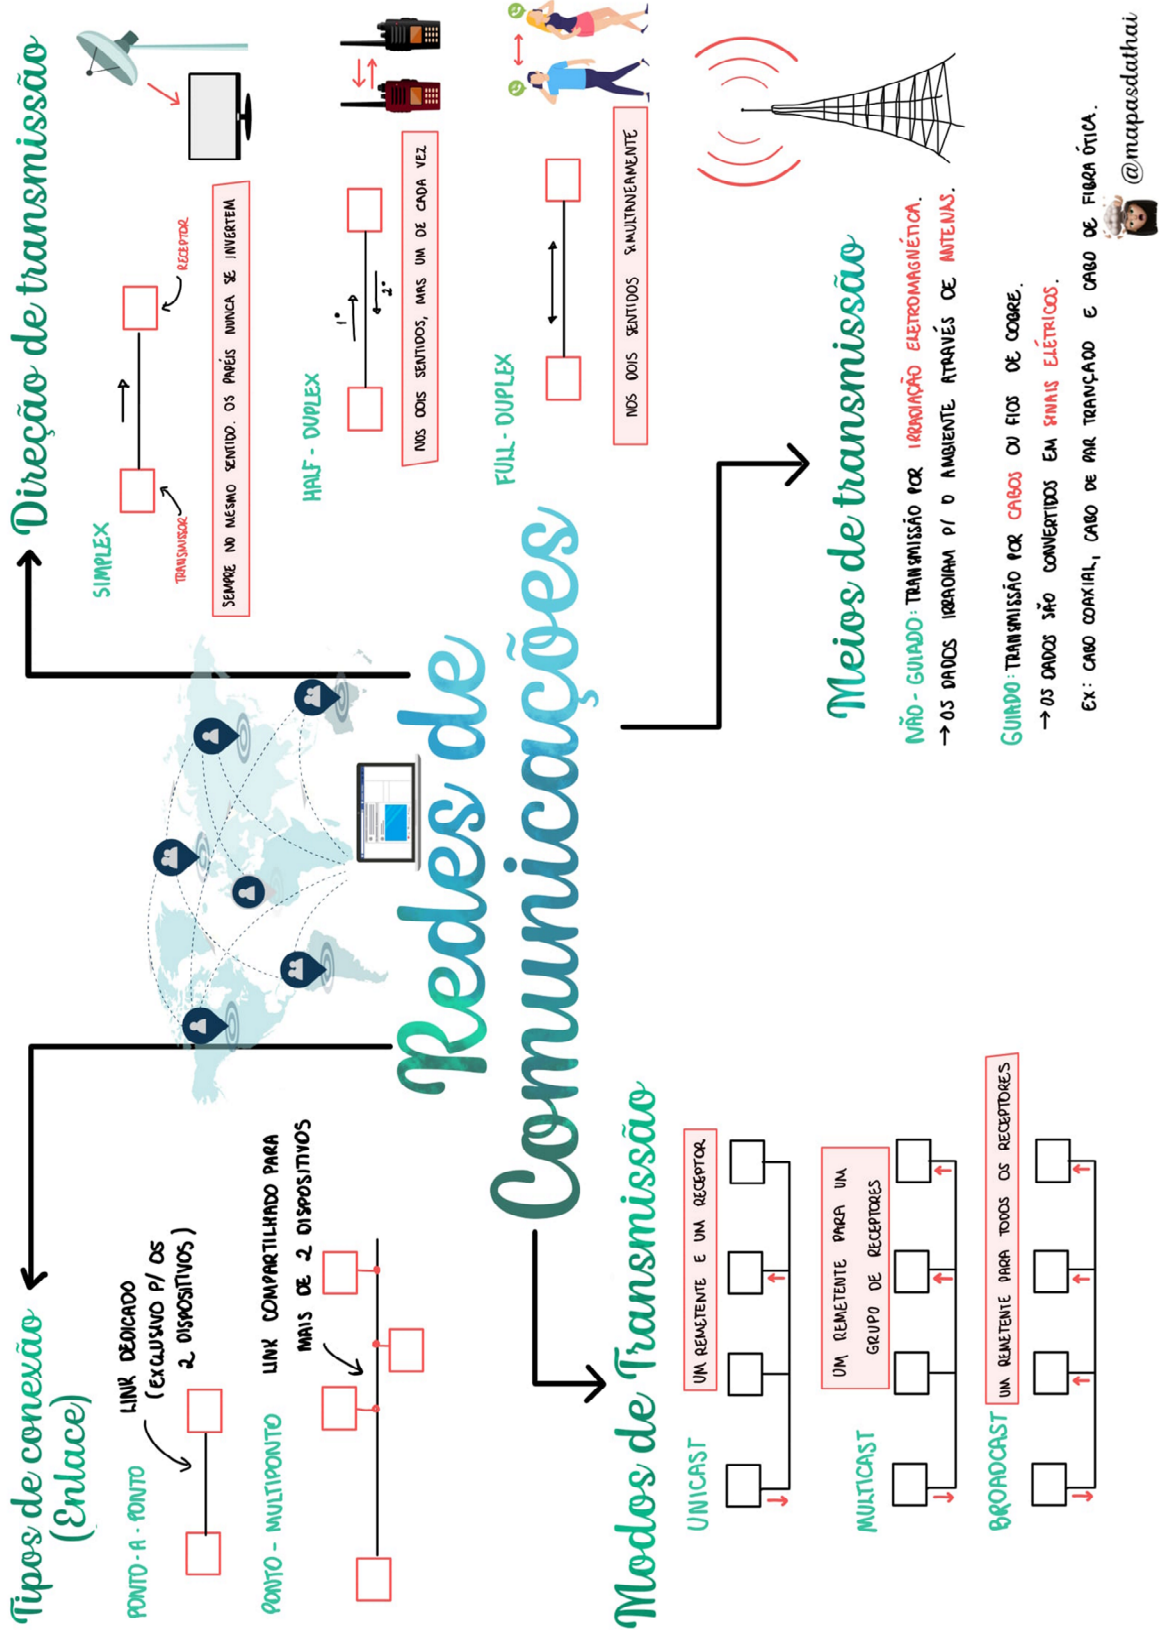 Redes de
Comunicações
Tipos de conexão
(Enlace)
PONTO-A-PONTO
LINK DEDICADO
(EXCLUSIVO P/ OS
2 DISPOSITIVOS)
PONTO-MULTIPONTO
LINK COMPARTILHADO PARA
MAIS DE 2 DISPOSITIVOS
Direção de transmissão
SIMPLEX
TRANSMISSOR
RECEPTOR
SEMPRE NO MESMO SENTIDO. OS PAPÉIS NUNCA SE INVERTEM
HALF-DUPLEX
1º
2º
NOS DOIS SENTIDOS, MAS UM DE CADA VEZ
FULL-DUPLEX
NOS DOIS SENTIDOS SIMULTANEAMENTE
Modos de Transmissão
UNICAST
UM REMETENTE E UM RECEPTOR
MULTICAST
UM REMETENTE PARA UM
GRUPO DE RECEPTORES
BROADCAST
UM REMETENTE PARA TODOS OS RECEPTORES
Meios de transmissão
NÃO-GUIADO: TRANSMISSÃO POR IRRADIAÇÃO ELETROMAGNÉTICA.
→ OS DADOS IRRADIAM P/ O AMBIENTE ATRAVÉS DE ANTENAS.
GUIADO: TRANSMISSÃO POR CABOS OU FIOS DE COBRE.
→ OS DADOS SÃO CONVERTIDOS EM SINAIS ELÉTRICOS.
EX: CABO COAXIAL, CABO DE PAR TRANÇADO E CABO DE FIBRA ÓTICA.
@mapasdathai